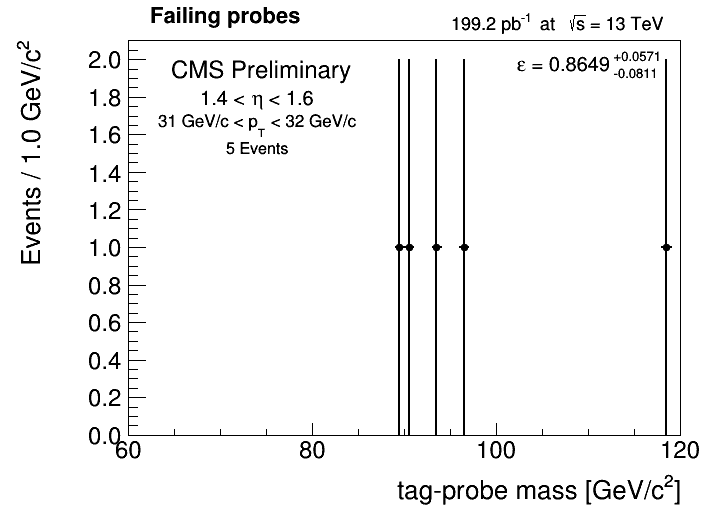 Failing probes
199.2 pb⁻¹ at √s = 13 TeV
CMS Preliminary
ε = 0.8649 +0.0571 -0.0811
1.4 < η < 1.6
31 GeV/c < p_T < 32 GeV/c
5 Events
Events / 1.0 GeV/c²
2.0
1.8
1.6
1.4
1.2
1.0
0.8
0.6
0.4
0.2
0.0
60
80
100
120
tag-probe mass [GeV/c²]